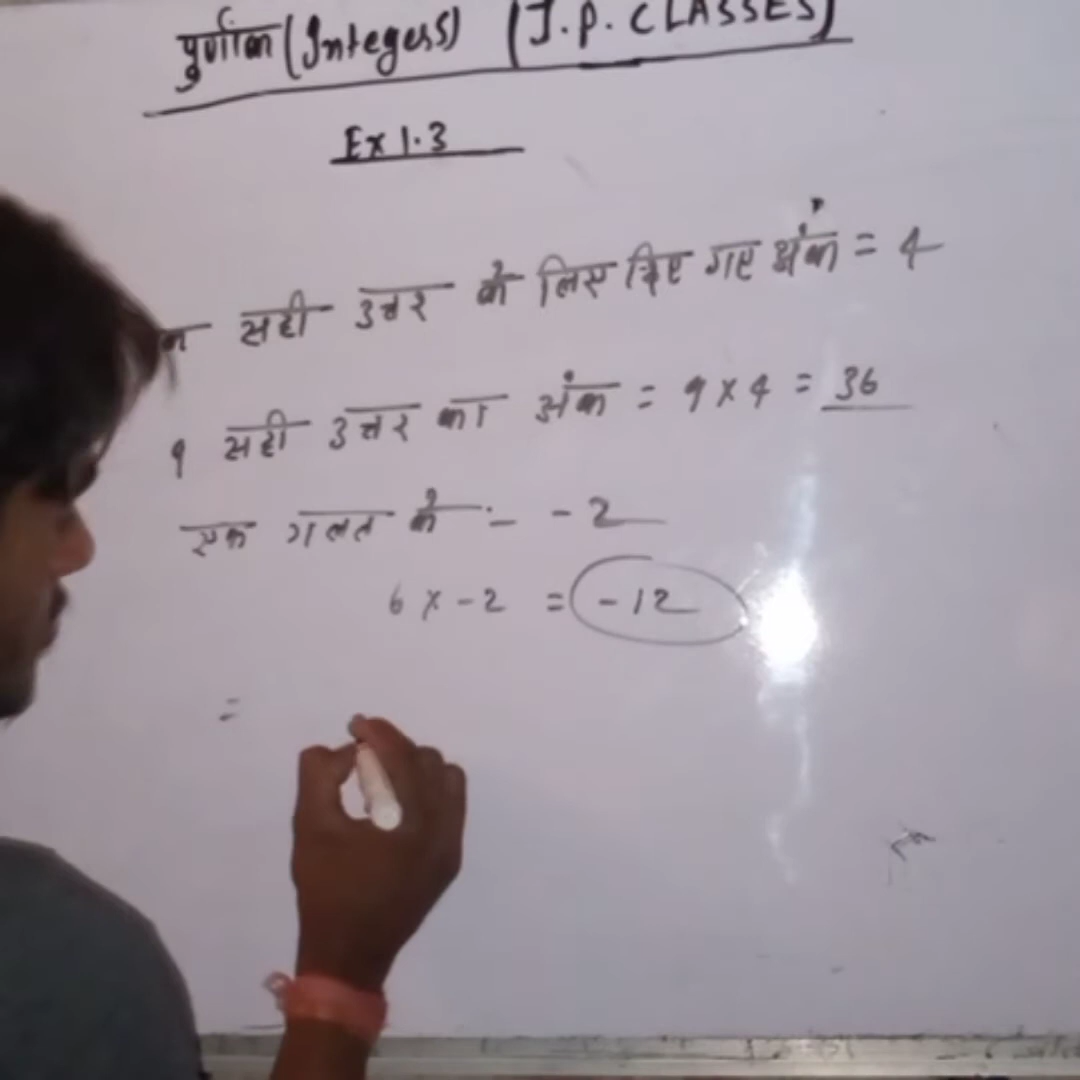 पुर्णांक (Integers) (J.P. CLASSES)
Ex 1.3
सही उत्तर के लिए दिए गए अंक = 4
9 सही उत्तर का अंक = 9 x 4 = 36
एक गलत के :- -2
6 x -2 = -12
=